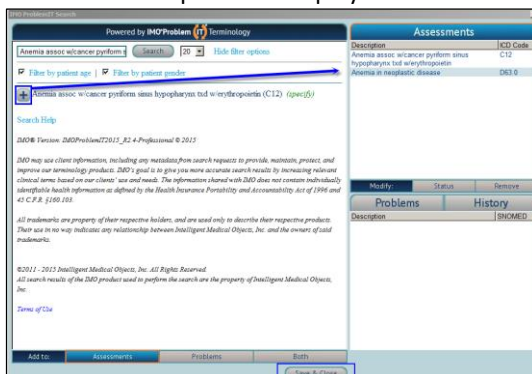 IMO ProblemIT Search
Powered by IMO®Problem (IT) Terminology
Anemia assoc w/cancer pyriform s
Search
20
Hide filter options
Filter by patient age | Filter by patient gender
Anemia assoc w/cancer pyriform sinus hypopharynx txd w/erythropoietin (C12) (specify)
Search Help
IMO® Version: IMOProblemIT2015_R2.4-Professional © 2015
IMO may use client information, including any metadata from search requests to provide, maintain, protect, and
improve our terminology products. IMO's goal is to give you more accurate search results by increasing relevant
clinical terms based on our clients' use and needs. The information shared with IMO does not contain individually
identifiable health information as defined by the Health Insurance Portability and Accountability Act of 1996 and
45 C.F.R. §160.103.
All trademarks are property of their respective holders, and are used only to describe their respective products.
Their use in no way indicates any relationship between Intelligent Medical Objects, Inc. and the owners of said
trademarks.
©2011 - 2015 Intelligent Medical Objects, Inc. All Rights Reserved.
All search results of the IMO product used to perform the search are the property of Intelligent Medical Objects,
Inc.
Terms of Use
Add to:
Assessments
Problems
Both
Assessments
Description
ICD Code
Anemia assoc w/cancer pyriform sinus
C12
hypopharynx txd w/erythropoietin
Anemia in neoplastic disease
D63.0
Modify:
Status
Remove
Problems
History
Description
SNOMED
Save & Close